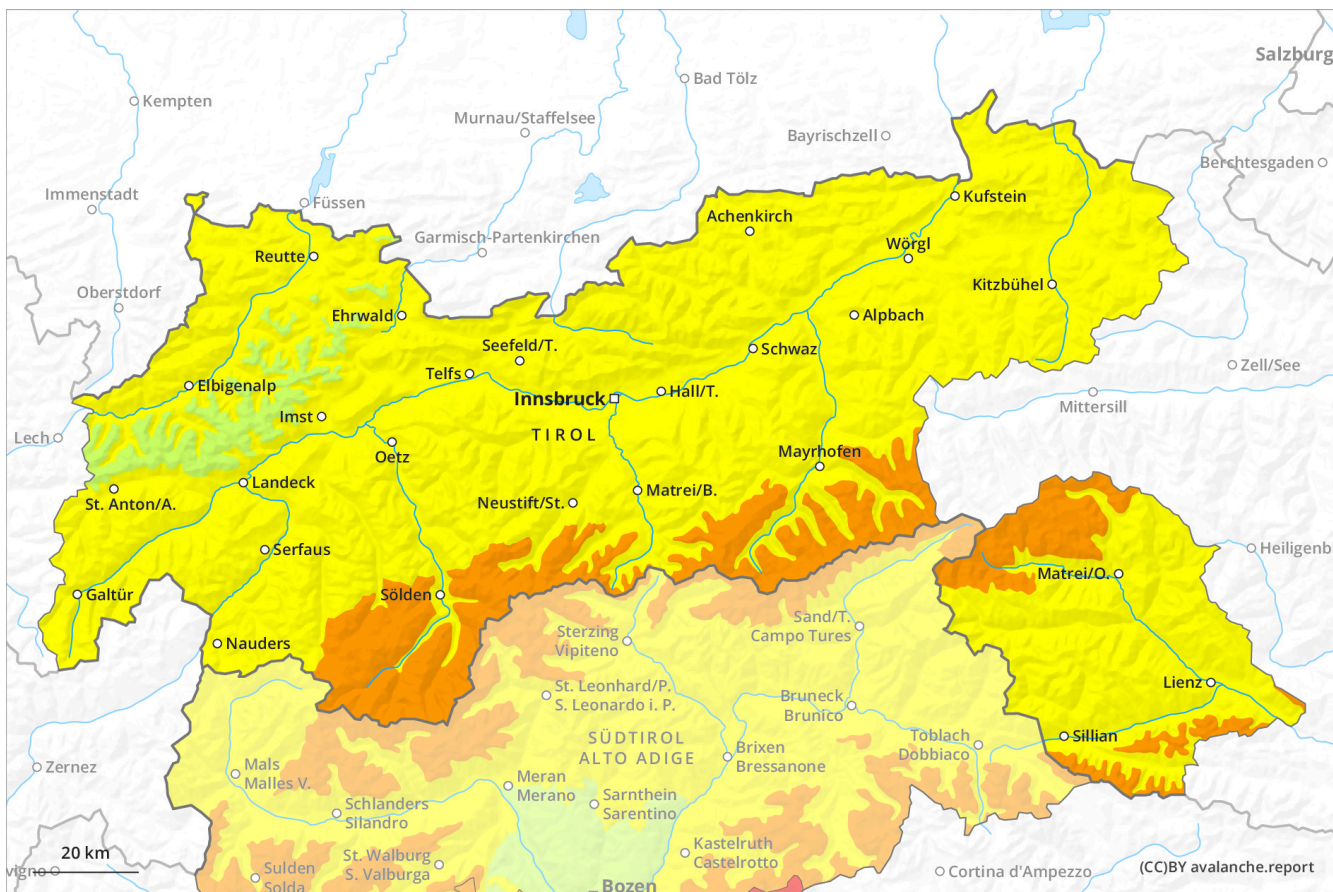 Salzburg
Bad Tölz
Kempten
Murnau/Staffelsee
Bayrischzell
Berchtesgaden
Immenstadt
Füssen
Kufstein
Achenkirch
Garmisch-Partenkirchen
Wörgl
Reutte
Kitzbühel
Oberstdorf
Ehrwald
Alpbach
Seefeld/T.
Schwaz
Zell/See
Telfs
Elbigenalp
Hall/T.
Innsbruck
Mittersill
Imst
TIROL
Lech
Oetz
Mayrhofen
Landeck
Matrei/B.
St. Anton/A.
Neustift/St.
Serfaus
Heiligenb
Matrei/O.
Galtür
Sölden
Sand/T.
Campo Tures
Sterzing
Vipiteno
Nauders
Lienz
St. Leonhard/P.
S. Leonardo i. P.
Bruneck
Brunico
Sillian
SÜDTIROL
ALTO ADIGE
Toblach
Dobbiaco
Brixen
Bressanone
Zernez
Mals
Malles V.
Meran
Merano
Sarnthein
Sarentino
Schlanders
Silandro
Kastelruth
Castelrotto
20 km
St. Walburg
S. Valburga
vigno
Sulden
Solda
Cortina d'Ampezzo
(CC)BY avalanche.report
Bozen